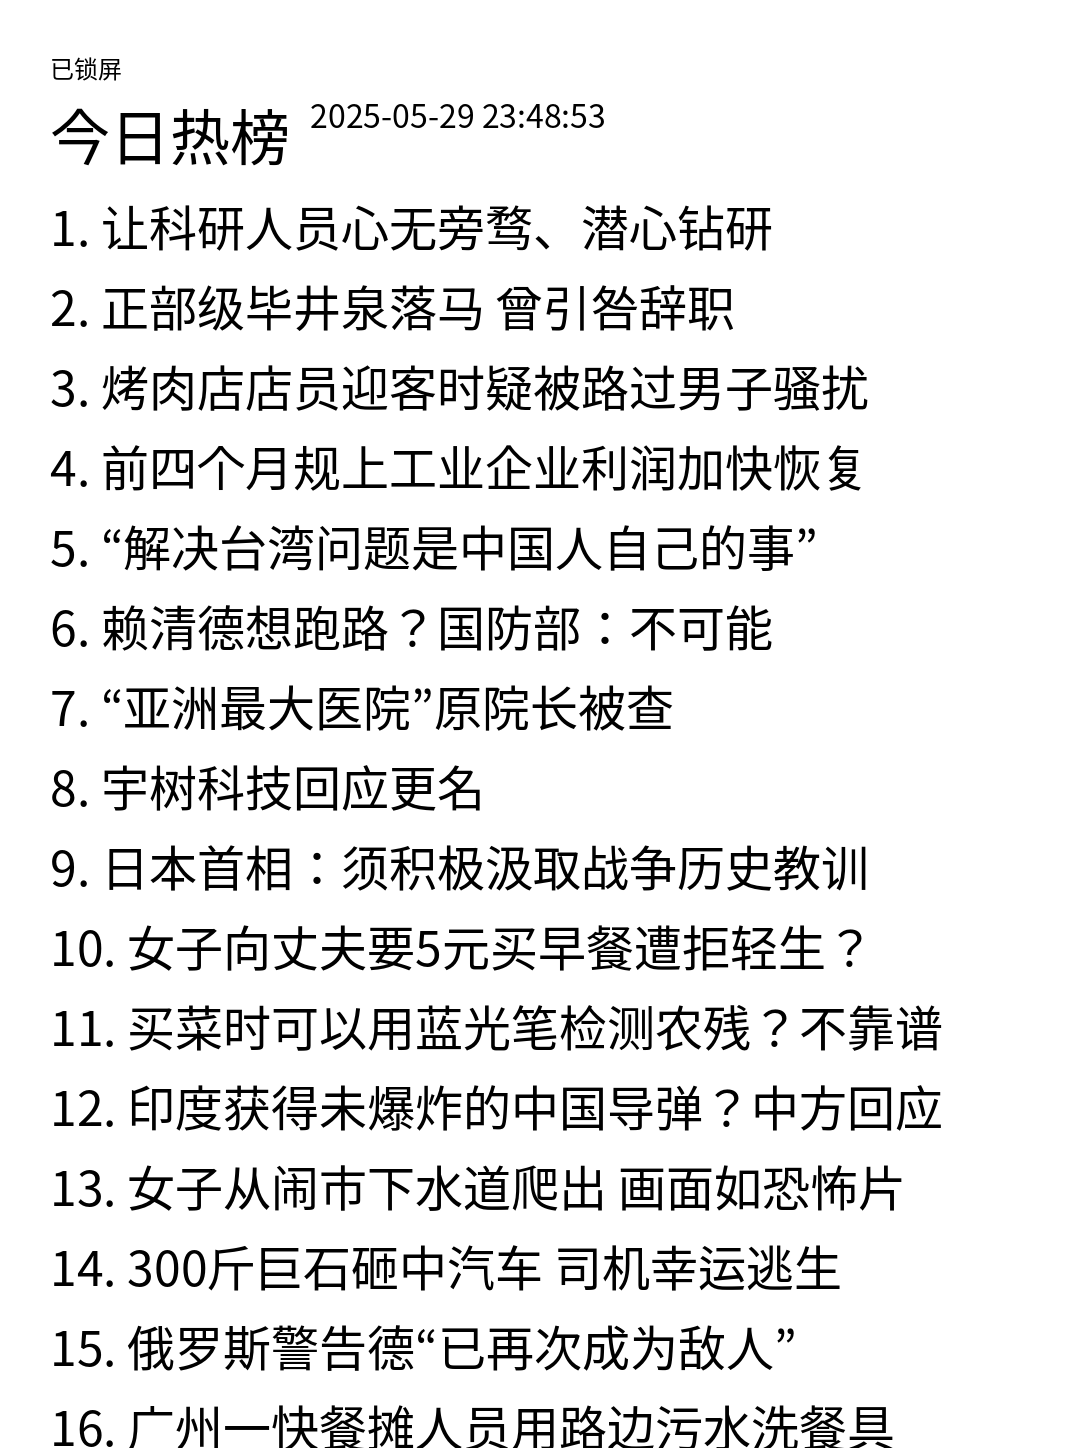 已锁屏
今日热榜 2025-05-29 23:48:53
1. 让科研人员心无旁骛、潜心钻研
2. 正部级毕井泉落马 曾引咎辞职
3. 烤肉店店员迎客时疑被路过男子骚扰
4. 前四个月规上工业企业利润加快恢复
5. “解决台湾问题是中国人自己的事”
6. 赖清德想跑路？国防部：不可能
7. “亚洲最大医院”原院长被查
8. 宇树科技回应更名
9. 日本首相：须积极汲取战争历史教训
10. 女子向丈夫要5元买早餐遭拒轻生？
11. 买菜时可以用蓝光笔检测农残？不靠谱
12. 印度获得未爆炸的中国导弹？中方回应
13. 女子从闹市下水道爬出 画面如恐怖片
14. 300斤巨石砸中汽车 司机幸运逃生
15. 俄罗斯警告德“已再次成为敌人”
16. 广州一快餐摊人员用路边污水洗餐具